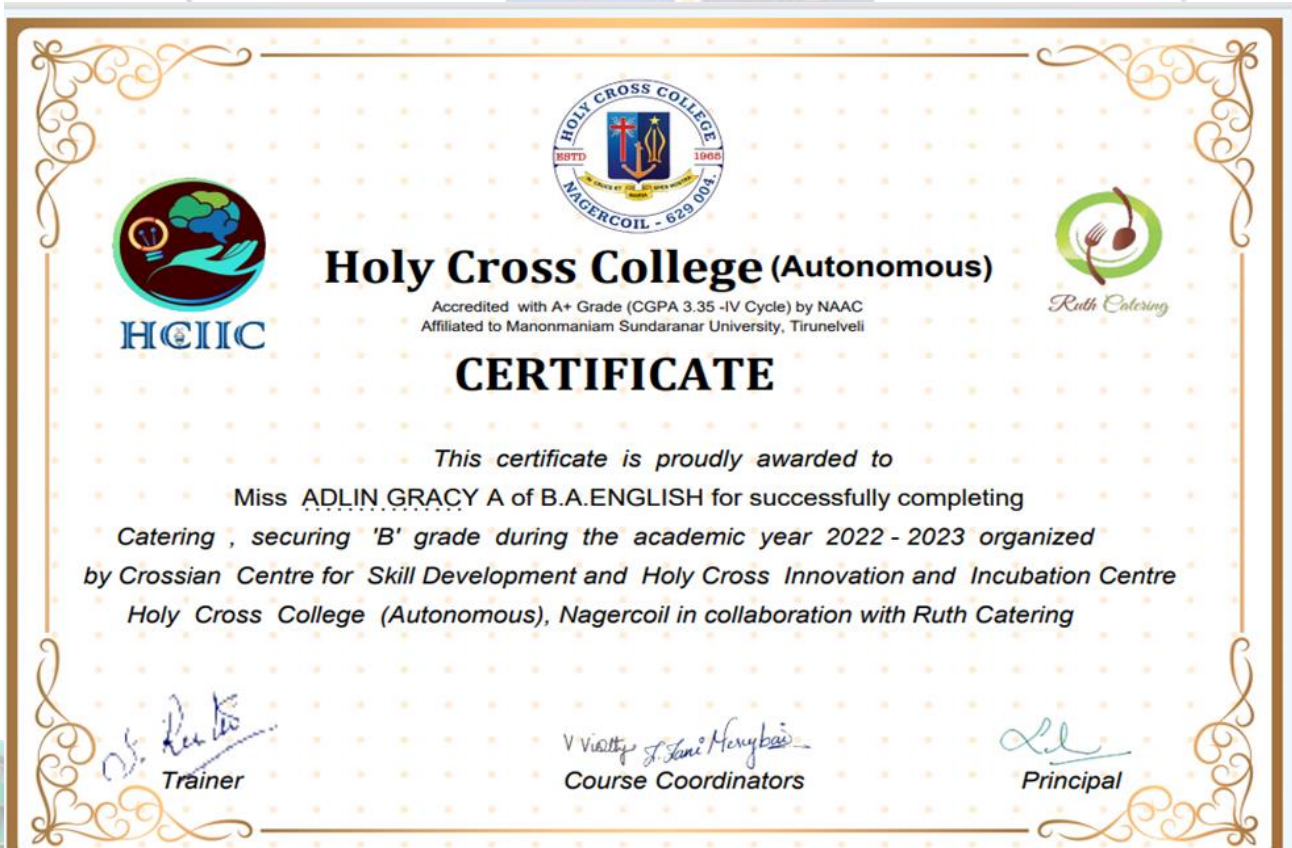 HOLY CROSS COLLEGE
ESTD 1965
NAGERCOIL - 629 004.
HCIIC
Ruth Catering
Holy Cross College (Autonomous)
Accredited with A+ Grade (CGPA 3.35 -IV Cycle) by NAAC
Affiliated to Manonmaniam Sundaranar University, Tirunelveli
CERTIFICATE
This certificate is proudly awarded to
Miss ADLIN GRACY A of B.A.ENGLISH for successfully completing
Catering , securing 'B' grade during the academic year 2022 - 2023 organized
by Crossian Centre for Skill Development and Holy Cross Innovation and Incubation Centre
Holy Cross College (Autonomous), Nagercoil in collaboration with Ruth Catering
Trainer
Course Coordinators
Principal